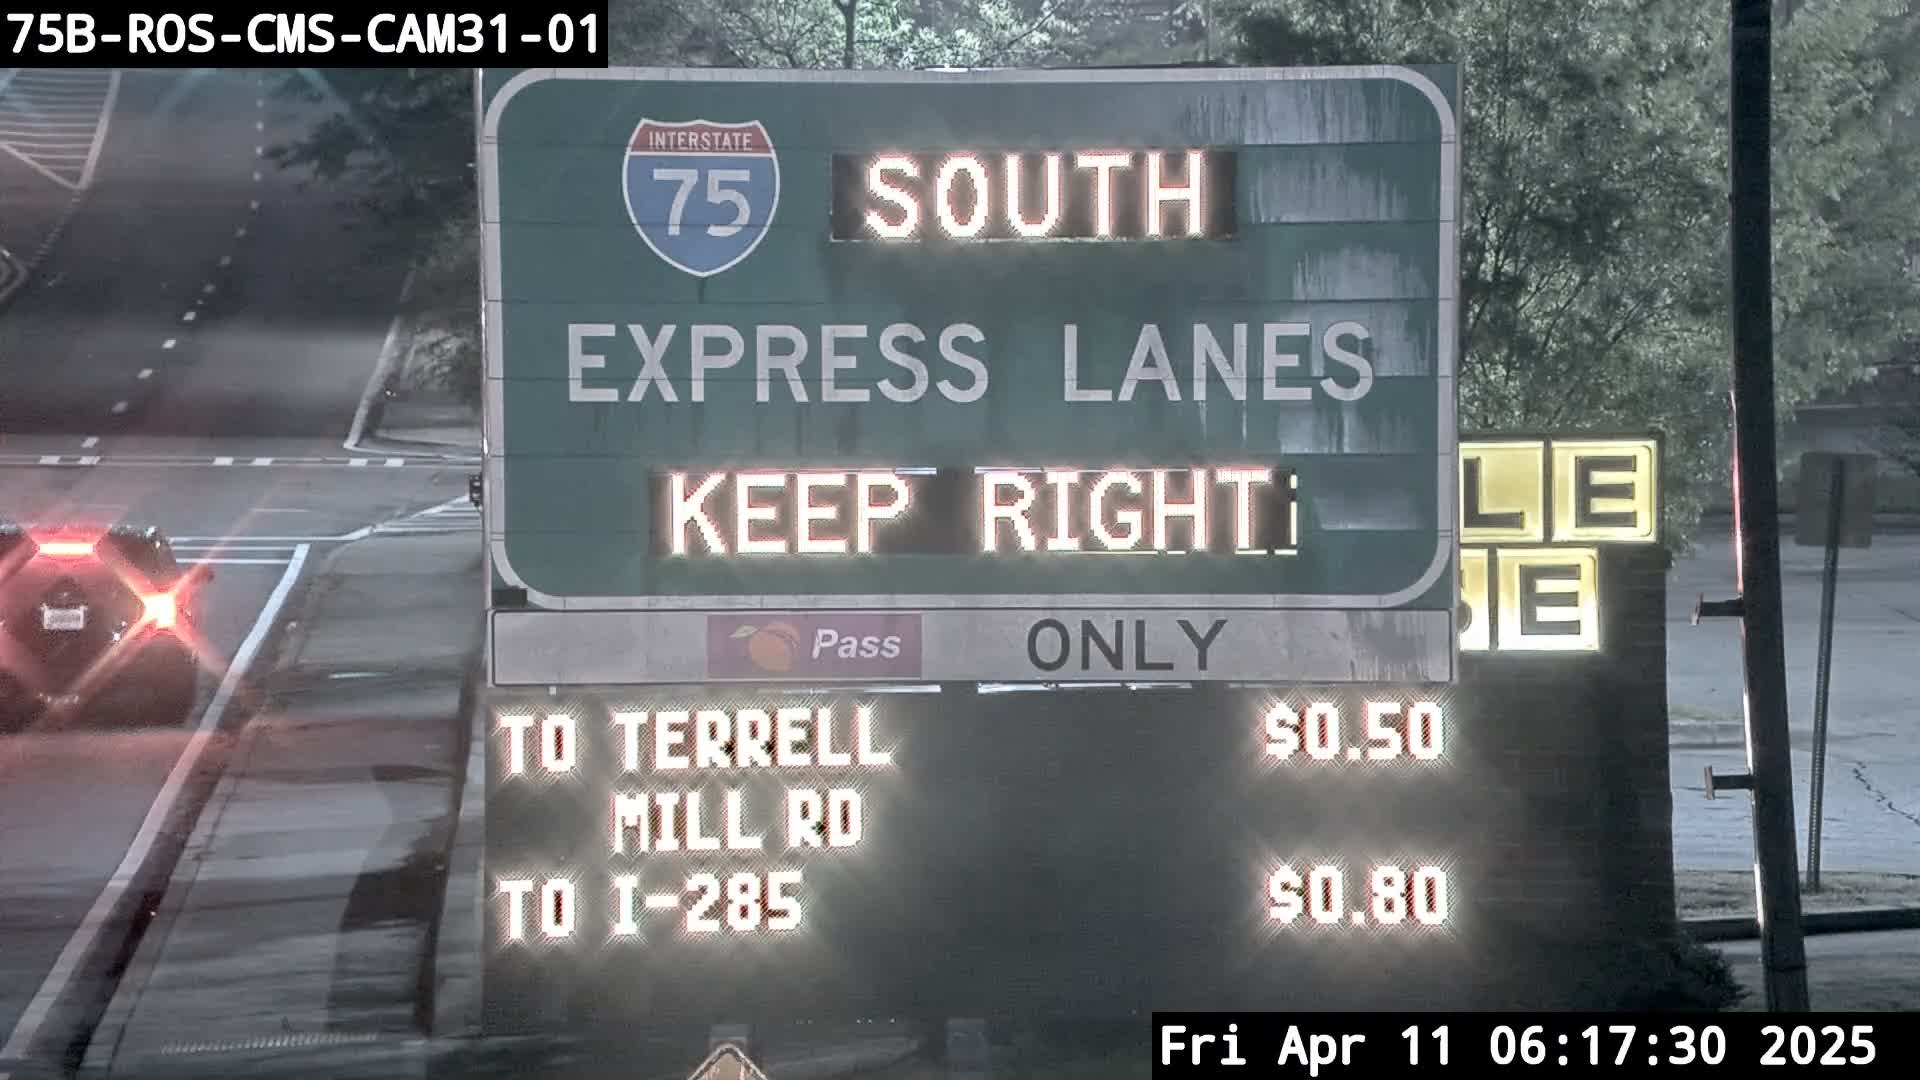 75B-ROS-CMS-CAM31-01
INTERSTATE
75
SOUTH
EXPRESS LANES
KEEP RIGHT
Pass ONLY
LE
E
TO TERRELL $0.50
MILL RD
TO I-285 $0.80
Fri Apr 11 06:17:30 2025